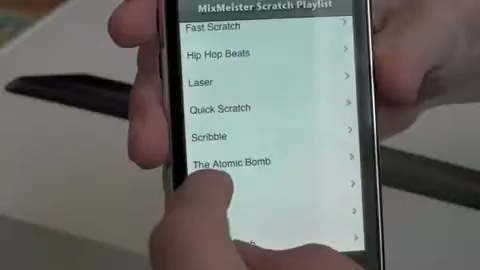 MixMeister Scratch Playlist
Fast Scratch
Hip Hop Beats
Laser
Quick Scratch
Scribble
The Atomic Bomb